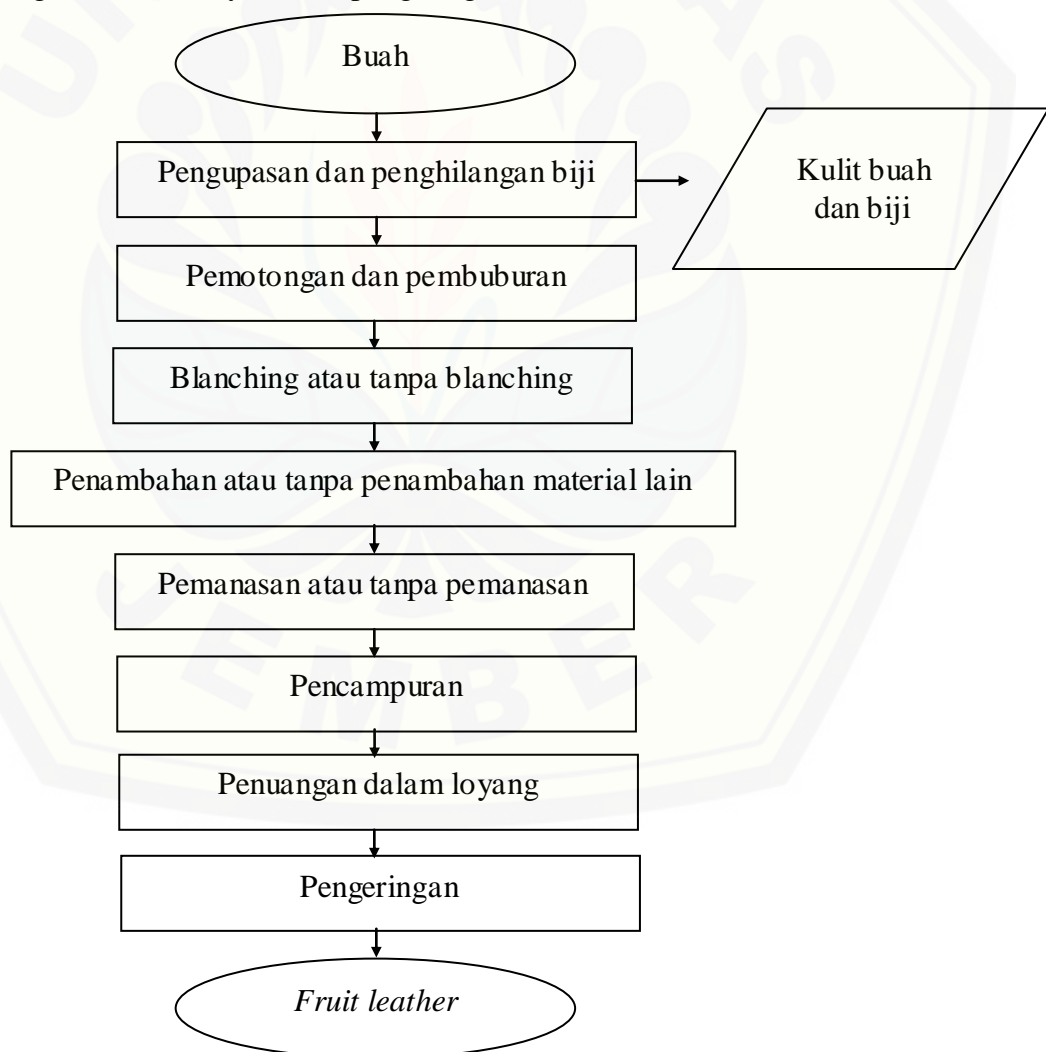 Buah
Pengupasan dan penghilangan biji
Kulit buah
dan biji
Pemotongan dan pembuburan
Blanching atau tanpa blanching
Penambahan atau tanpa penambahan material lain
Pemanasan atau tanpa pemanasan
Pencampuran
Penuangan dalam loyang
Pengeringan
Fruit leather
JEMBER